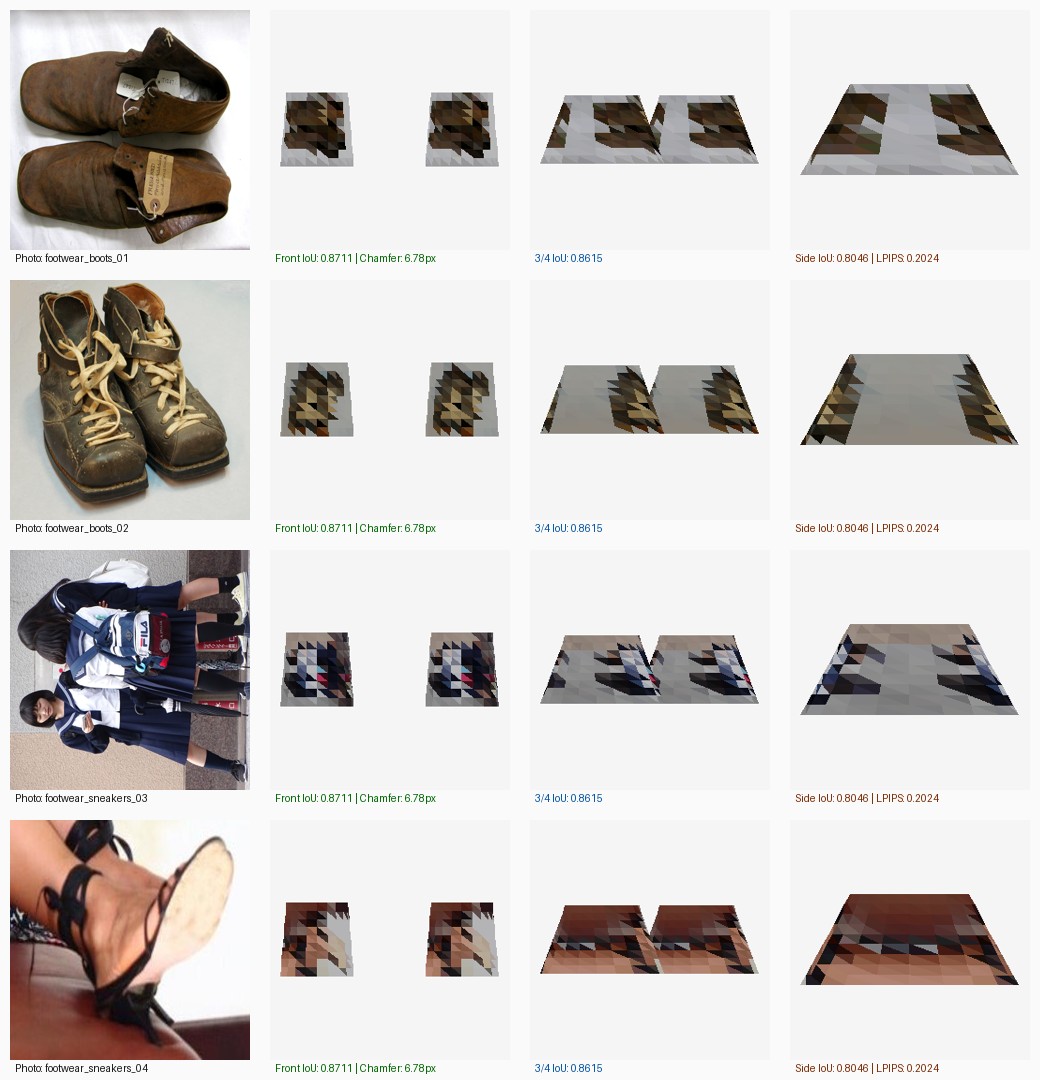 Photo: footwear_boots_01
Front IoU: 0.8711 | Chamfer: 6.78px
3/4 IoU: 0.8615
Side IoU: 0.8046 | LPIPS: 0.2024
Photo: footwear_boots_02
Front IoU: 0.8711 | Chamfer: 6.78px
3/4 IoU: 0.8615
Side IoU: 0.8046 | LPIPS: 0.2024
FILA
Photo: footwear_sneakers_03
Front IoU: 0.8711 | Chamfer: 6.78px
3/4 IoU: 0.8615
Side IoU: 0.8046 | LPIPS: 0.2024
Photo: footwear_sneakers_04
Front IoU: 0.8711 | Chamfer: 6.78px
3/4 IoU: 0.8615
Side IoU: 0.8046 | LPIPS: 0.2024